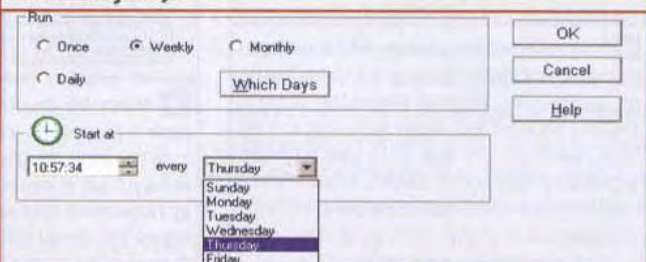 Run
Once Weekly Monthly
Daily Which Days
OK
Cancel
Help
Start at
10:57:34 every Thursday
Sunday
Monday
Tuesday
Wednesday
Thursday
Friday